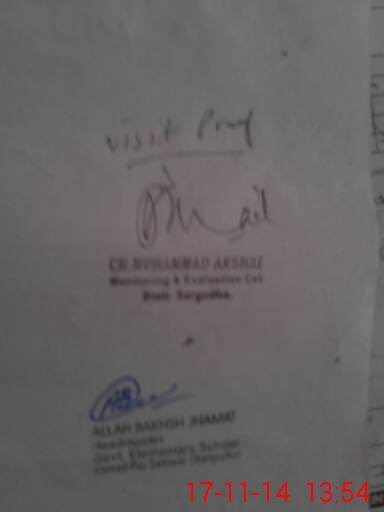 visit Proof
CH. MUHAMMAD ARSHAD
Monitoring & Evaluation Cell
Distt. Sargodha.
ALLAH BAKHSH JHAMAT
Headmaster
Govt. Elementary School
17-11-14 13:54